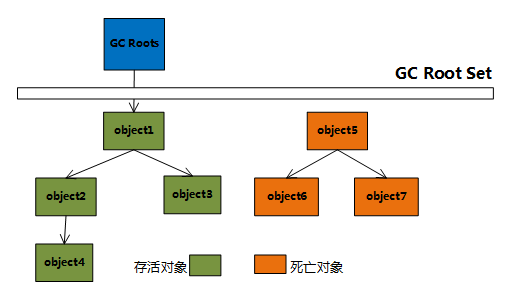 GC Roots
GC Root Set
object1
object5
object2
object3
object6
object7
object4
存活对象
死亡对象